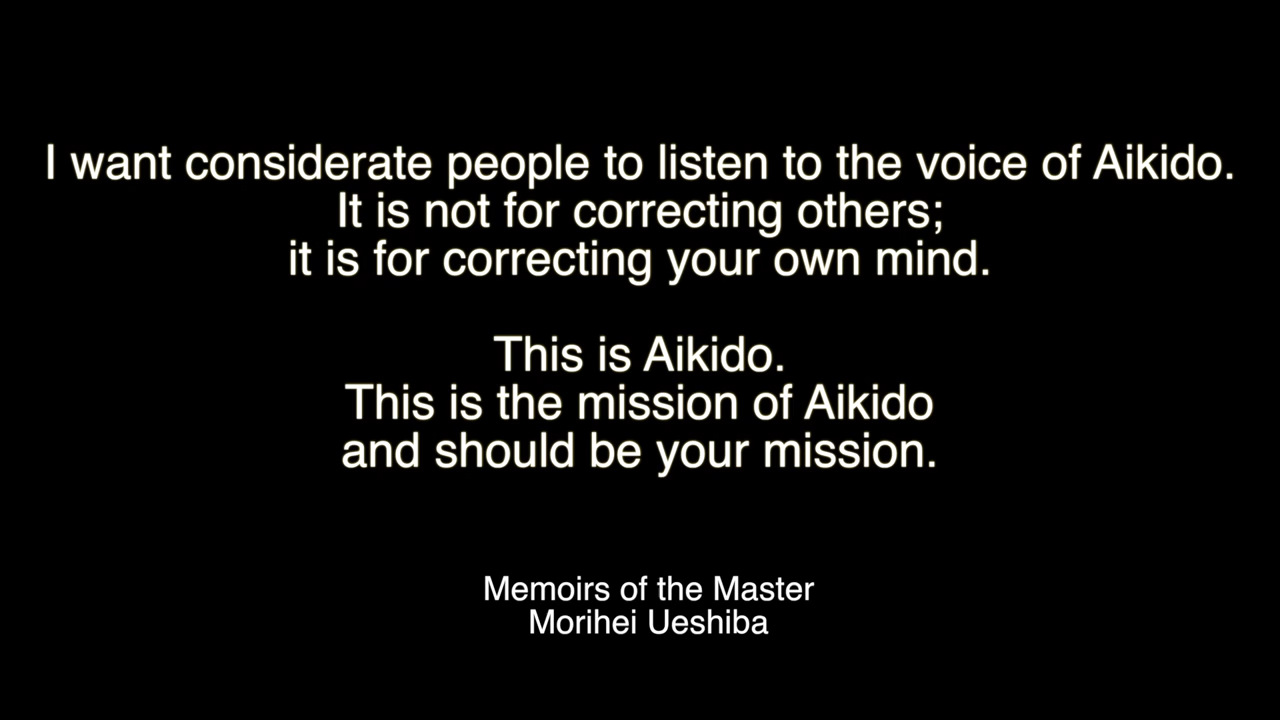 I want considerate people to listen to the voice of Aikido.
It is not for correcting others;
it is for correcting your own mind.
This is Aikido.
This is the mission of Aikido
and should be your mission.
Memoirs of the Master
Morihei Ueshiba